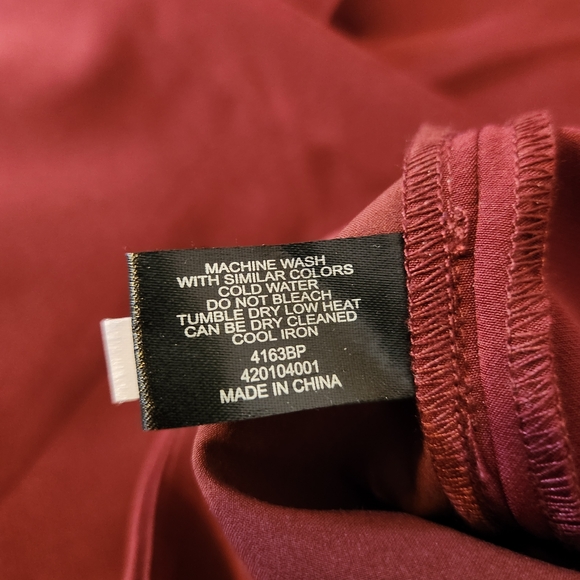 MACHINE WASH
WITH SIMILAR COLORS
COLD WATER
DO NOT BLEACH
TUMBLE DRY LOW HEAT
CAN BE DRY CLEANED
COOL IRON
4163BP
420104001
MADE IN CHINA